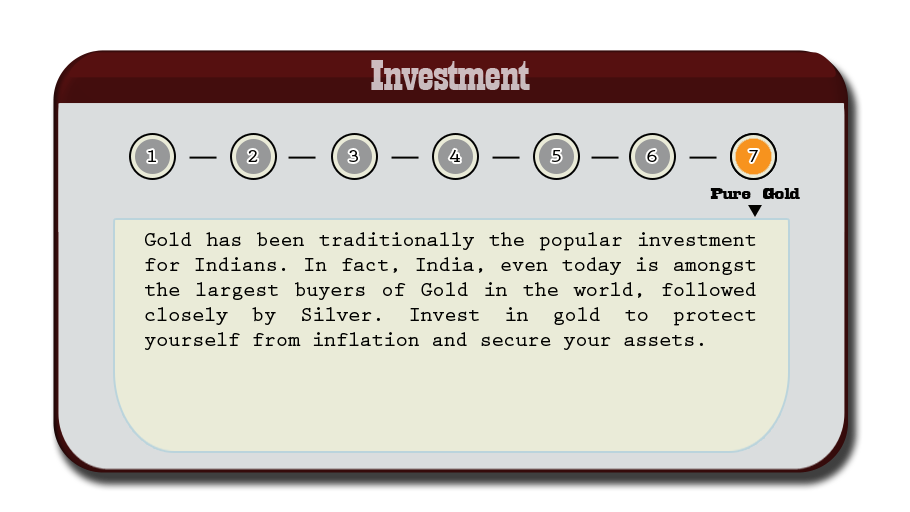 Investment
1 2 3 4 5 6 7
Pure Gold
Gold has been traditionally the popular investment
for Indians. In fact, India, even today is amongst
the largest buyers of Gold in the world, followed
closely by Silver. Invest in gold to protect
yourself from inflation and secure your assets.